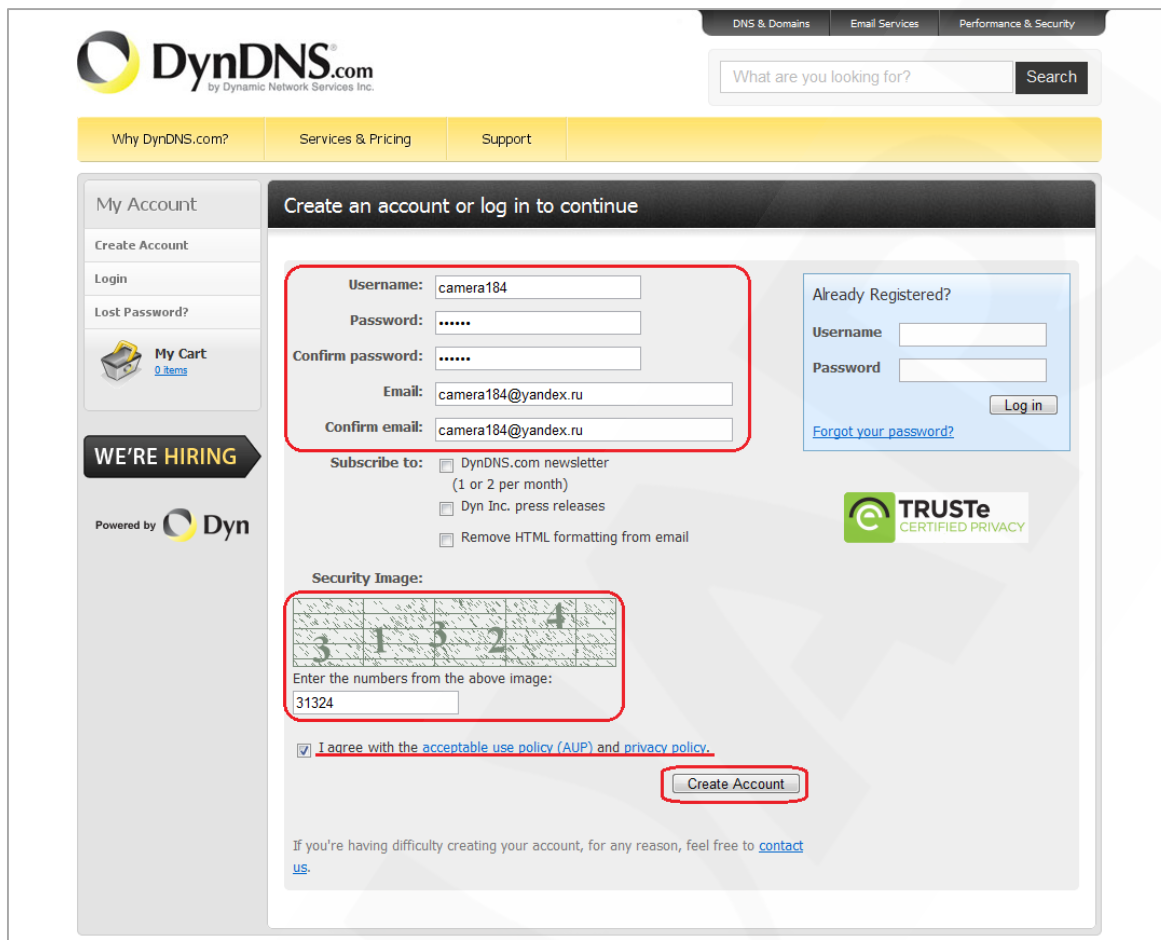 DNS & Domains Email Services Performance & Security
DynDNS.com
by Dynamic Network Services Inc.
What are you looking for? Search
Why DynDNS.com? Services & Pricing Support
My Account
Create Account
Login
Lost Password?
My Cart
0 items
WE'RE HIRING
Powered by Dyn
Create an account or log in to continue
Username: camera184
Password: ••••••
Confirm password: ••••••
Email: camera184@yandex.ru
Confirm email: camera184@yandex.ru
Subscribe to: DynDNS.com newsletter
(1 or 2 per month)
Dyn Inc. press releases
Remove HTML formatting from email
Security Image:
3 1 3 2 4
Enter the numbers from the above image:
31324
I agree with the acceptable use policy (AUP) and privacy policy.
Create Account
If you're having difficulty creating your account, for any reason, feel free to contact
us.
Already Registered?
Username
Password
Log in
Forgot your password?
TRUSTe
CERTIFIED PRIVACY